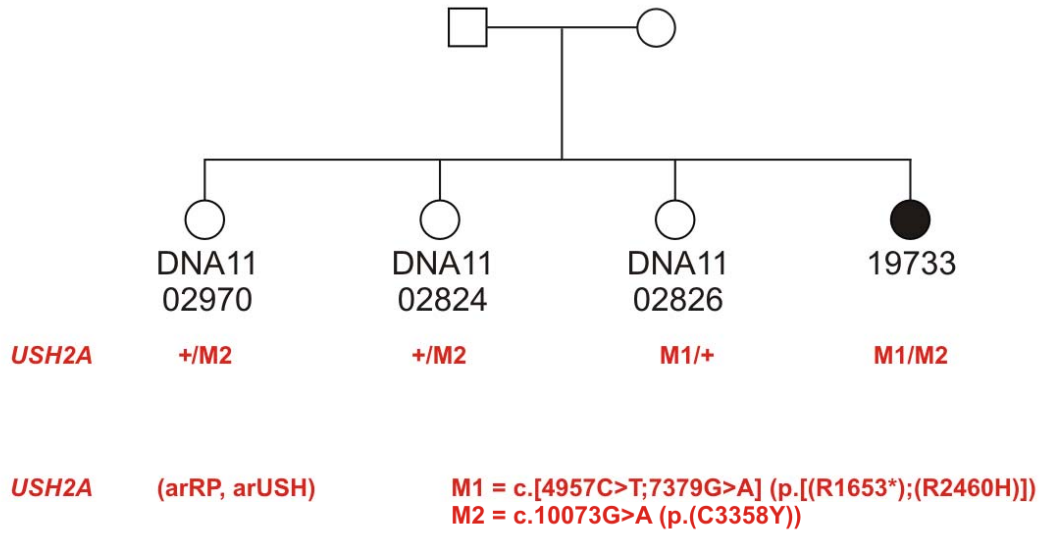 DNA11 DNA11 DNA11 19733
02970 02824 02826
USH2A +/M2 +/M2 M1/+ M1/M2
USH2A (arRP, arUSH) M1 = c.[4957C>T;7379G>A] (p.[(R1653*);(R2460H)])
M2 = c.10073G>A (p.(C3358Y))